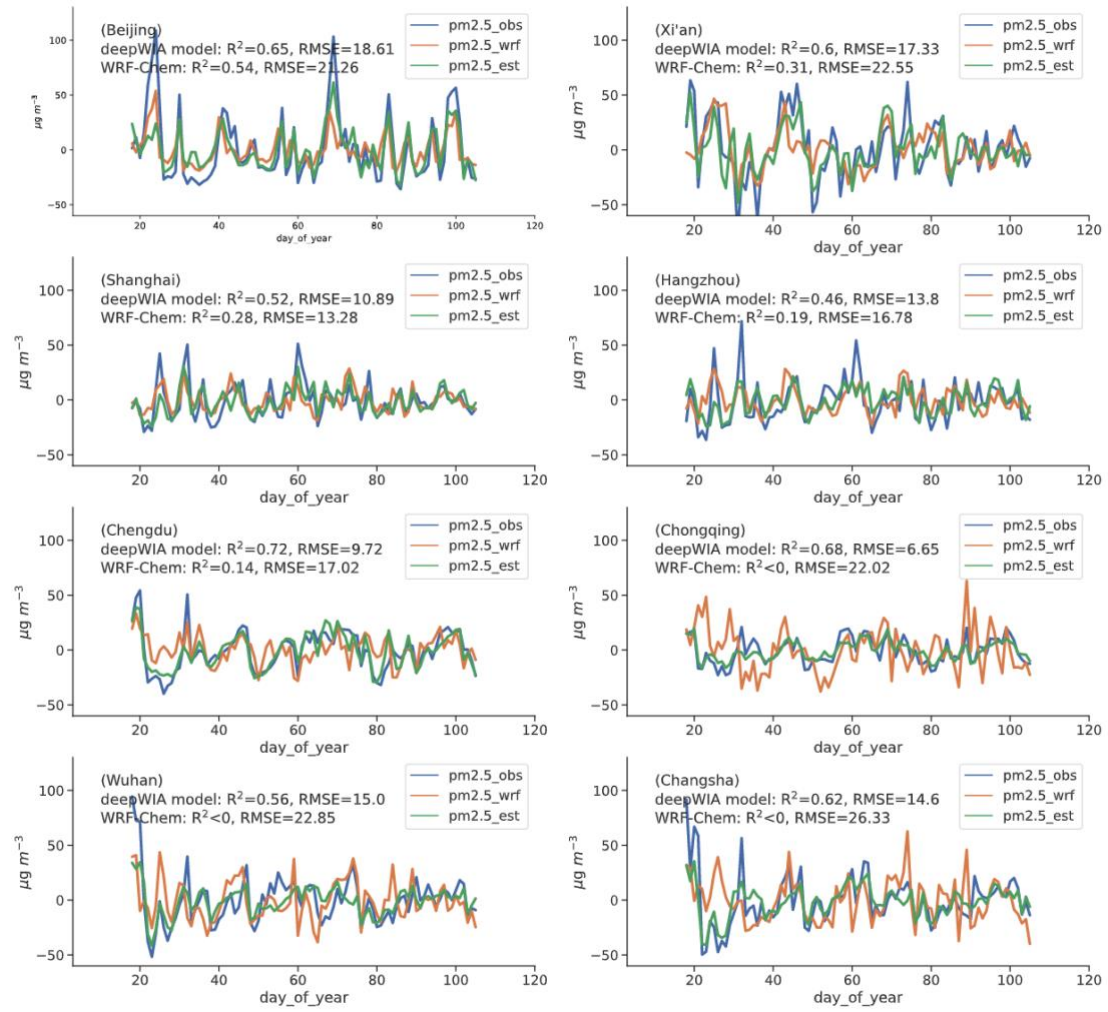 (Beijing)
deepWIA model: R²=0.65, RMSE=18.61
WRF-Chem: R²=0.54, RMSE=21.26
pm2.5_obs
pm2.5_wrf
pm2.5_est
μg m⁻³
100
50
0
−50
20 40 60 80 100 120
day_of_year
(Xi'an)
deepWIA model: R²=0.6, RMSE=17.33
WRF-Chem: R²=0.31, RMSE=22.55
pm2.5_obs
pm2.5_wrf
pm2.5_est
μg m⁻³
100
50
0
−50
20 40 60 80 100 120
day_of_year
(Shanghai)
deepWIA model: R²=0.52, RMSE=10.89
WRF-Chem: R²=0.28, RMSE=13.28
pm2.5_obs
pm2.5_wrf
pm2.5_est
μg m⁻³
100
50
0
−50
20 40 60 80 100 120
day_of_year
(Hangzhou)
deepWIA model: R²=0.46, RMSE=13.8
WRF-Chem: R²=0.19, RMSE=16.78
pm2.5_obs
pm2.5_wrf
pm2.5_est
μg m⁻³
100
50
0
−50
20 40 60 80 100 120
day_of_year
(Chengdu)
deepWIA model: R²=0.72, RMSE=9.72
WRF-Chem: R²=0.14, RMSE=17.02
pm2.5_obs
pm2.5_wrf
pm2.5_est
μg m⁻³
100
50
0
−50
20 40 60 80 100 120
day_of_year
(Chongqing)
deepWIA model: R²=0.68, RMSE=6.65
WRF-Chem: R²<0, RMSE=22.02
pm2.5_obs
pm2.5_wrf
pm2.5_est
μg m⁻³
100
50
0
−50
20 40 60 80 100 120
day_of_year
(Wuhan)
deepWIA model: R²=0.56, RMSE=15.0
WRF-Chem: R²<0, RMSE=22.85
pm2.5_obs
pm2.5_wrf
pm2.5_est
μg m⁻³
100
50
0
−50
20 40 60 80 100 120
day_of_year
(Changsha)
deepWIA model: R²=0.62, RMSE=14.6
WRF-Chem: R²<0, RMSE=26.33
pm2.5_obs
pm2.5_wrf
pm2.5_est
μg m⁻³
100
50
0
−50
20 40 60 80 100 120
day_of_year